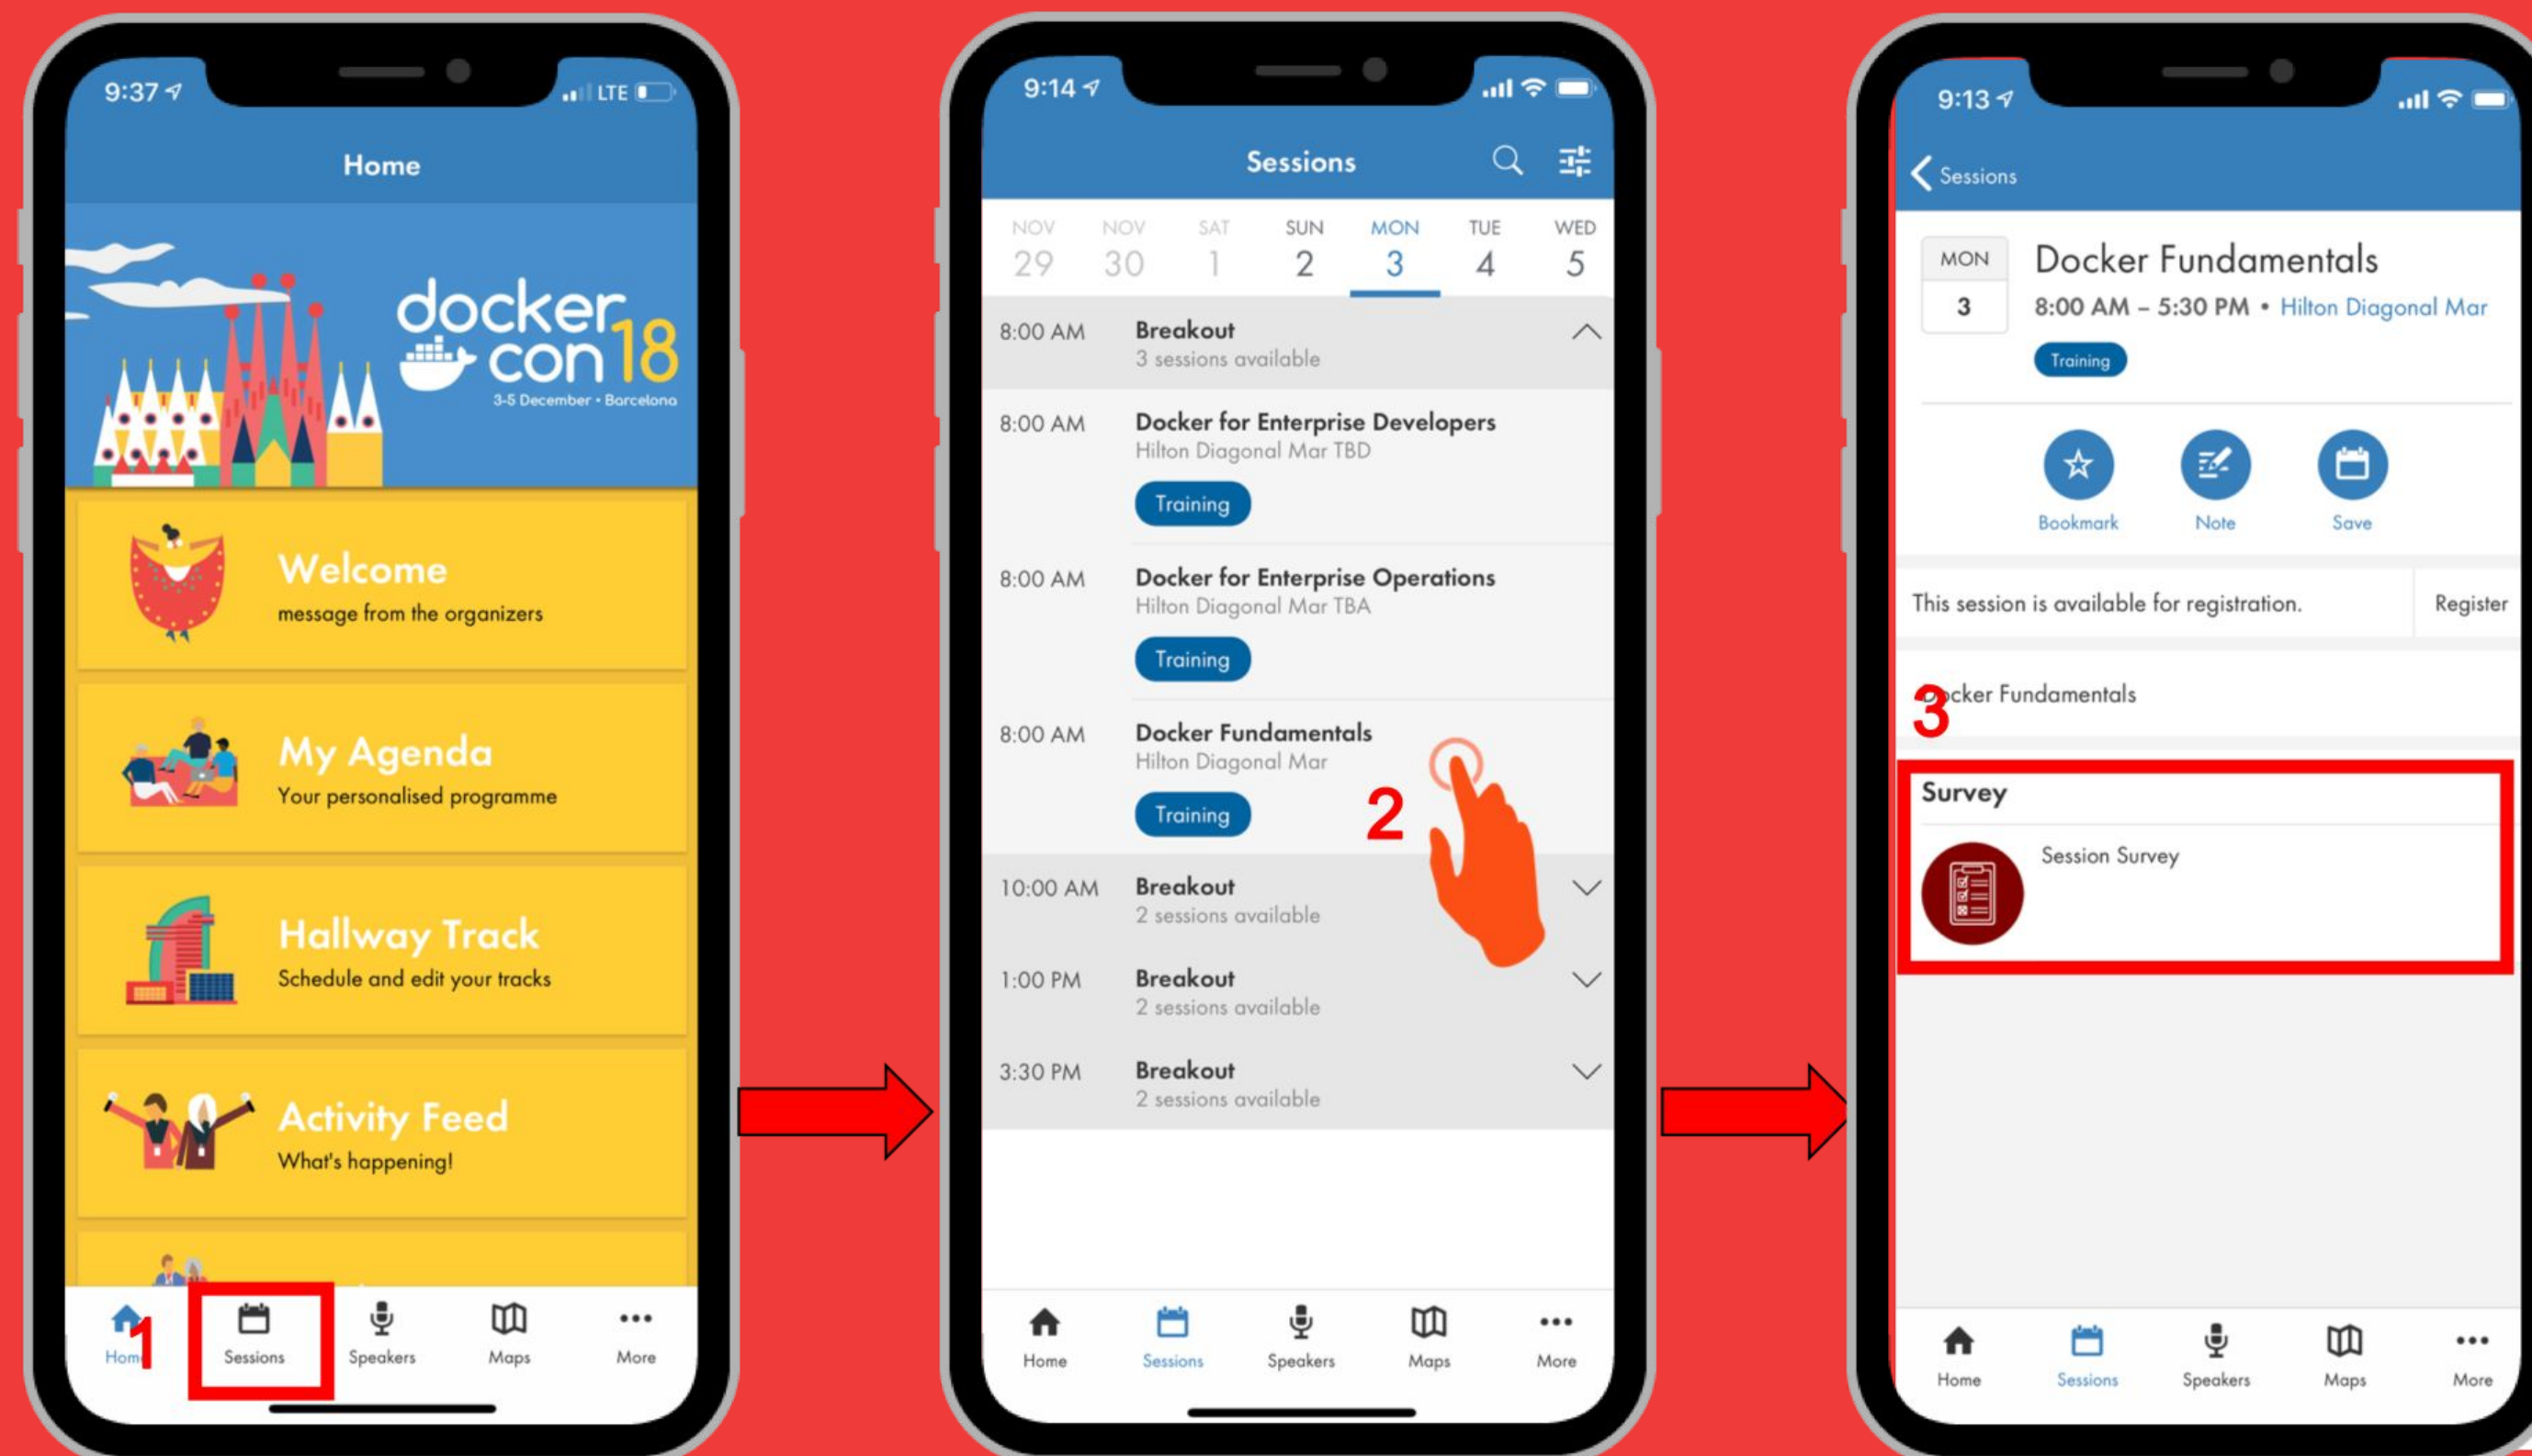 9:37
LTE
Home
docker
con 18
3-5 December • Barcelona
Welcome
message from the organizers
My Agenda
Your personalised programme
Hallway Track
Schedule and edit your tracks
Activity Feed
What's happening!
1
Home
Sessions
Speakers
Maps
More
9:14
Sessions
NOV NOV SAT SUN MON TUE WED
29 30 1 2 3 4 5
8:00 AM Breakout
3 sessions available
8:00 AM Docker for Enterprise Developers
Hilton Diagonal Mar TBD
Training
8:00 AM Docker for Enterprise Operations
Hilton Diagonal Mar TBA
Training
8:00 AM Docker Fundamentals
Hilton Diagonal Mar
2
Training
10:00 AM Breakout
2 sessions available
1:00 PM Breakout
2 sessions available
3:30 PM Breakout
2 sessions available
Home Sessions Speakers Maps More
9:13
Sessions
MON
3
Docker Fundamentals
8:00 AM – 5:30 PM • Hilton Diagonal Mar
Training
Bookmark Note Save
This session is available for registration. Register
Docker Fundamentals
3
Survey
Session Survey
Home Sessions Speakers Maps More